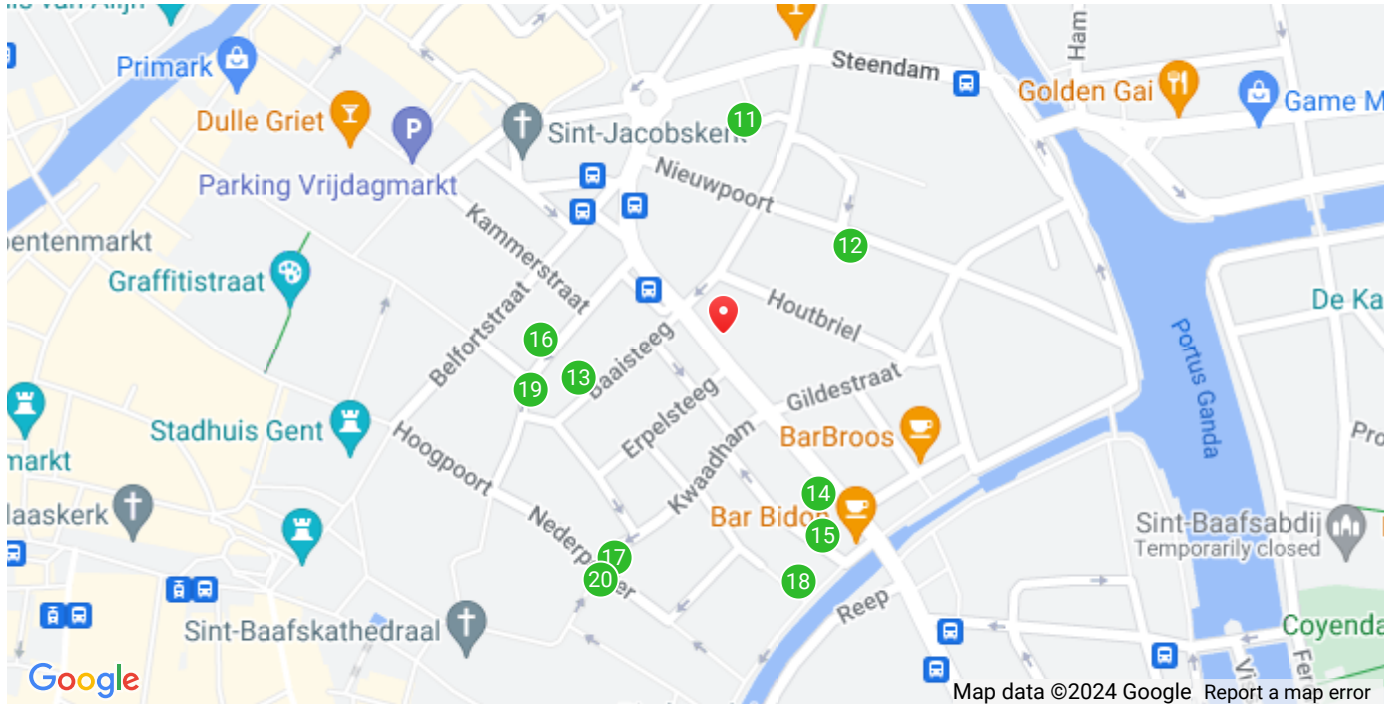 Primark
Steendam
Ham
Golden Gai
Game M
Dulle Griet
11
Sint-Jacobskerk
Parking Vrijdagmarkt
Nieuwpoort
Kammerstraat
12
entenmarkt
Graffitistraat
Houtbriel
De Ka
Belfortstraat
16
Baaisteeg
13
19
Portus Ganda
Erpelsteeg
Gildestraat
Stadhuis Gent
BarBroos
markt
Hoogpoort
Kwaadham
14
laaskerk
Bar Bidon
15
Nederpolder
Sint-Baafsabdij
Temporarily closed
17
20
18
Reep
Sint-Baafskathedraal
Coyenda
Google
Map data ©2024 Google
Report a map error